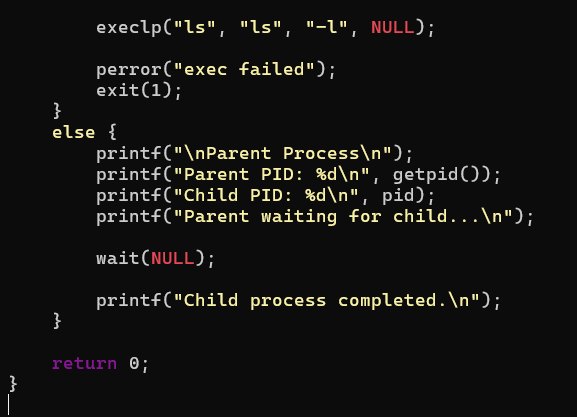 execlp("ls", "ls", "-l", NULL);
perror("exec failed");
exit(1);
}
else {
printf("\nParent Process\n");
printf("Parent PID: %d\n", getpid());
printf("Child PID: %d\n", pid);
printf("Parent waiting for child...\n");
wait(NULL);
printf("Child process completed.\n");
}
return 0;
}